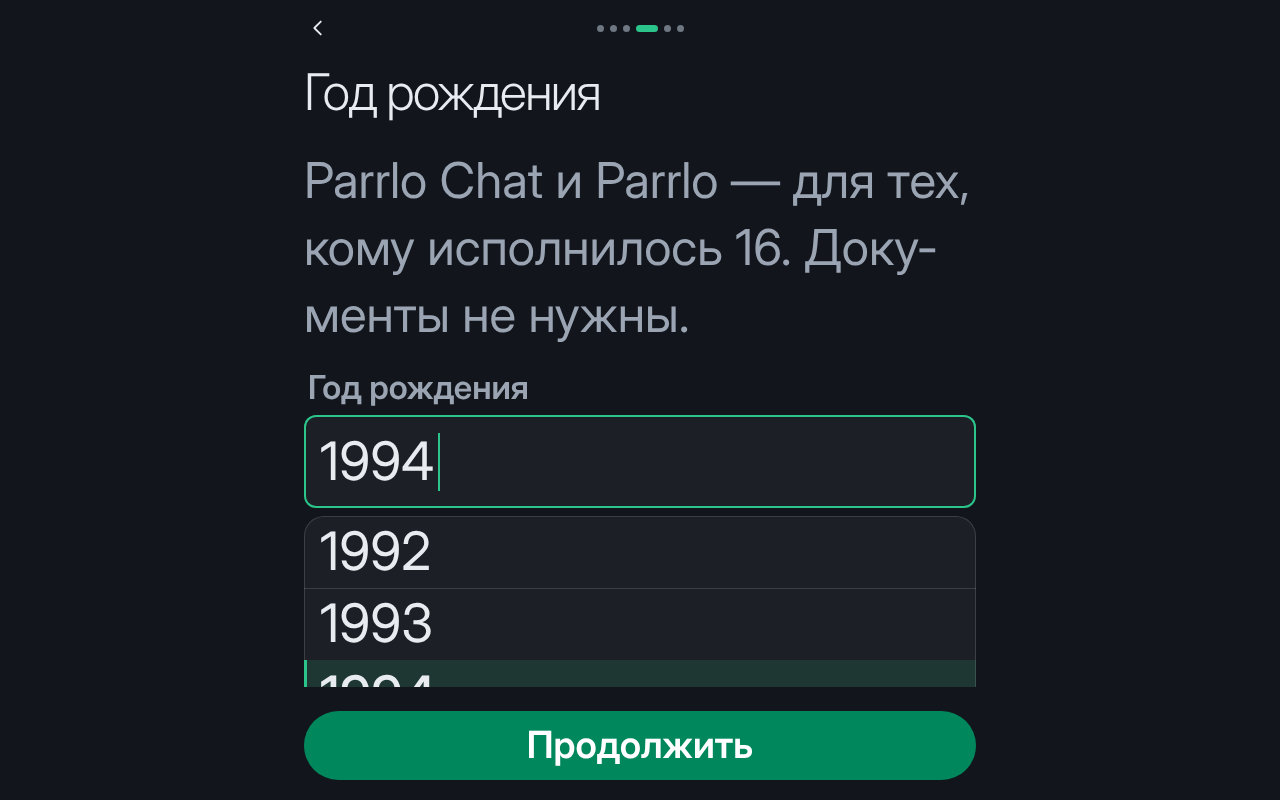 Год рождения
Parrlo Chat и Parrlo — для тех,
кому исполнилось 16. Доку-
менты не нужны.
Год рождения
1994
1992
1993
1994
Продолжить